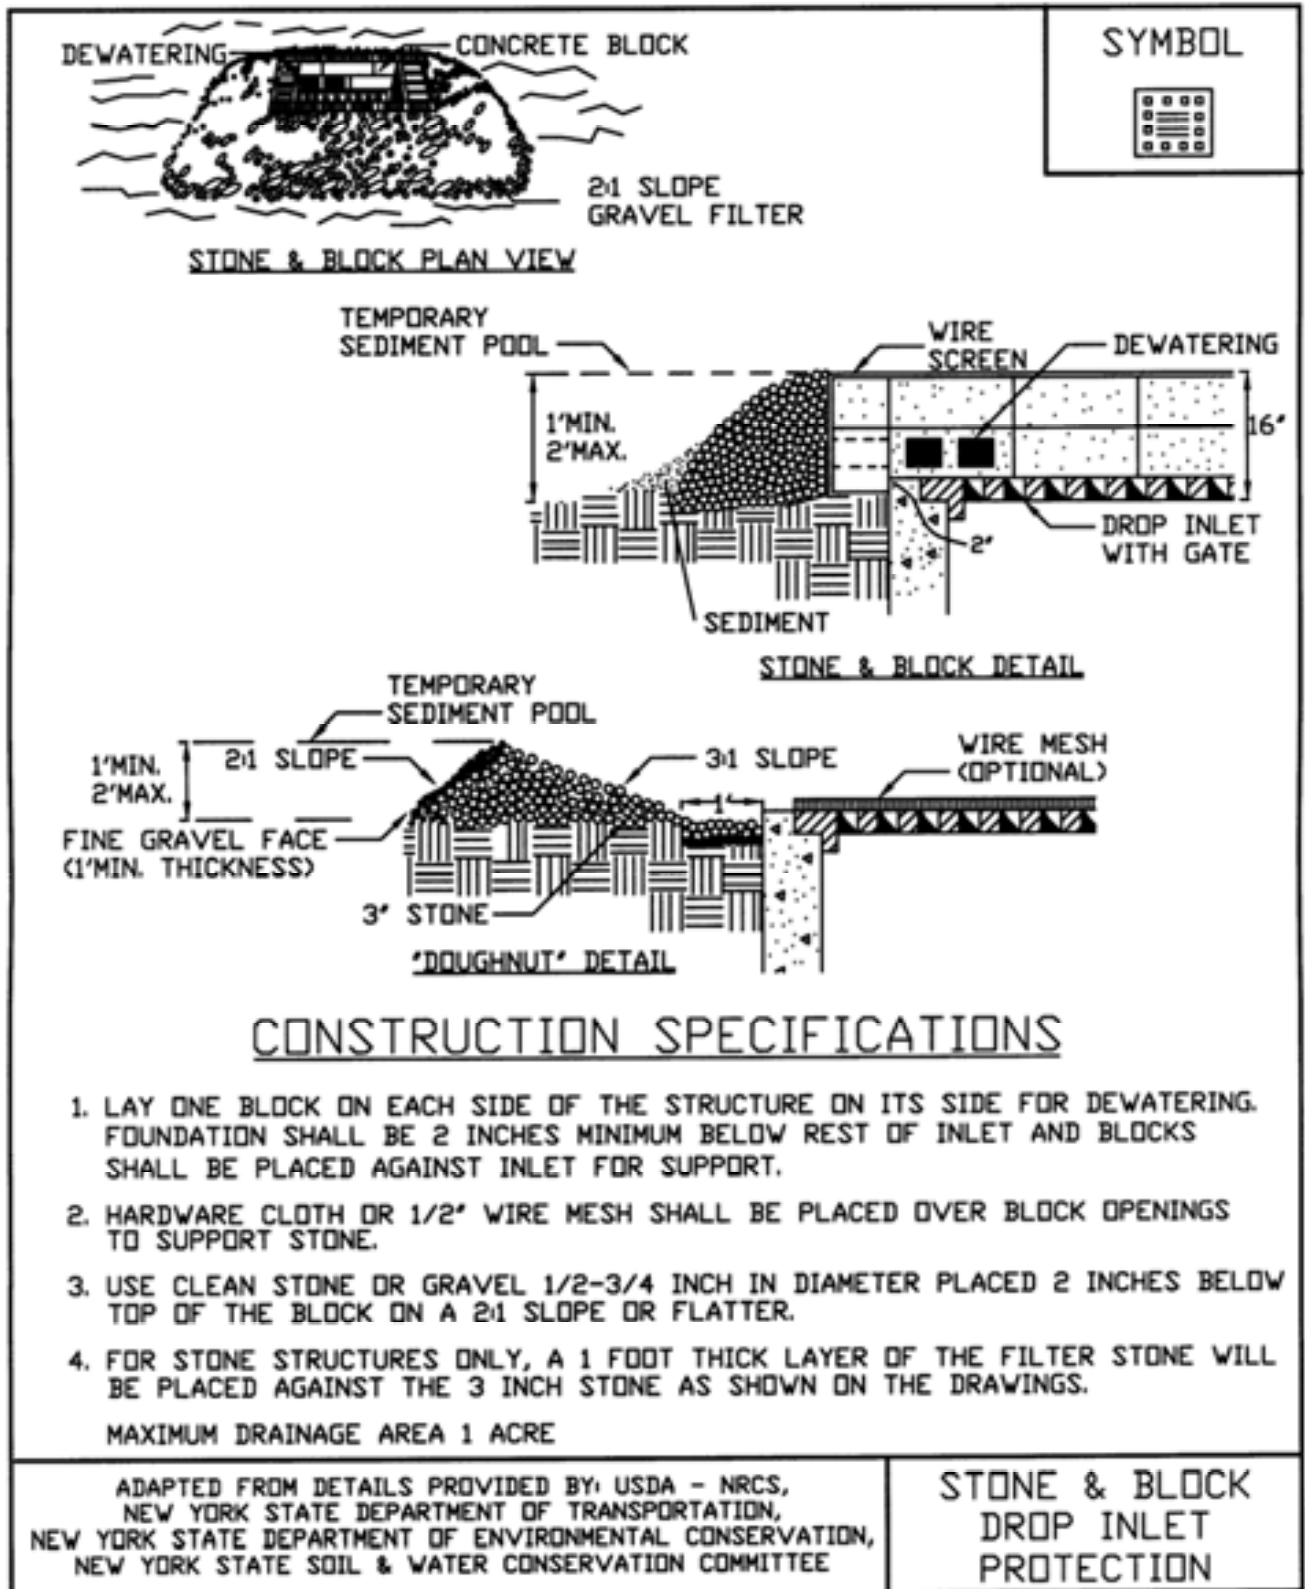 DEWATERING
CONCRETE BLOCK
SYMBOL
2:1 SLOPE
GRAVEL FILTER
STONE & BLOCK PLAN VIEW
TEMPORARY
SEDIMENT POOL
WIRE
SCREEN
DEWATERING
1'MIN.
2'MAX.
16"
DROP INLET
WITH GATE
2"
SEDIMENT
STONE & BLOCK DETAIL
TEMPORARY
SEDIMENT POOL
1'MIN.
2'MAX.
2:1 SLOPE
3:1 SLOPE
WIRE MESH
(OPTIONAL)
1'
FINE GRAVEL FACE
(1'MIN. THICKNESS)
3" STONE
"DOUGHNUT" DETAIL
CONSTRUCTION SPECIFICATIONS
1. LAY ONE BLOCK ON EACH SIDE OF THE STRUCTURE ON ITS SIDE FOR DEWATERING.
FOUNDATION SHALL BE 2 INCHES MINIMUM BELOW REST OF INLET AND BLOCKS
SHALL BE PLACED AGAINST INLET FOR SUPPORT.
2. HARDWARE CLOTH OR 1/2" WIRE MESH SHALL BE PLACED OVER BLOCK OPENINGS
TO SUPPORT STONE.
3. USE CLEAN STONE OR GRAVEL 1/2-3/4 INCH IN DIAMETER PLACED 2 INCHES BELOW
TOP OF THE BLOCK ON A 2:1 SLOPE OR FLATTER.
4. FOR STONE STRUCTURES ONLY, A 1 FOOT THICK LAYER OF THE FILTER STONE WILL
BE PLACED AGAINST THE 3 INCH STONE AS SHOWN ON THE DRAWINGS.
MAXIMUM DRAINAGE AREA 1 ACRE
ADAPTED FROM DETAILS PROVIDED BY: USDA - NRCS,
NEW YORK STATE DEPARTMENT OF TRANSPORTATION,
NEW YORK STATE DEPARTMENT OF ENVIRONMENTAL CONSERVATION,
NEW YORK STATE SOIL & WATER CONSERVATION COMMITTEE
STONE & BLOCK
DROP INLET
PROTECTION